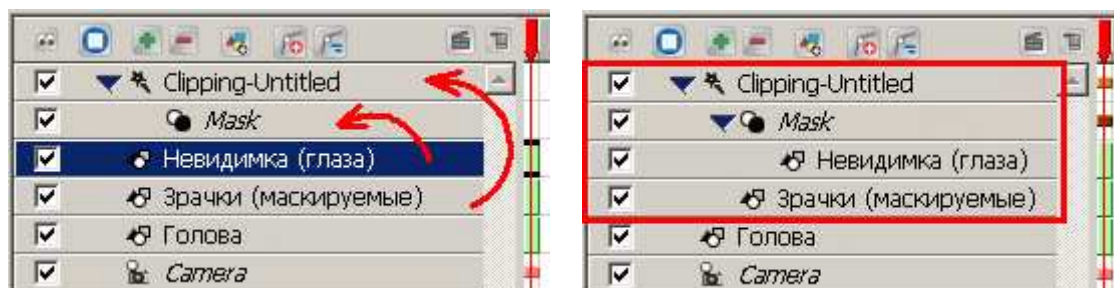 Clipping-Untitled
Mask
Невидимка (глаза)
Зрачки (маскируемые)
Голова
Camera
Clipping-Untitled
Mask
Невидимка (глаза)
Зрачки (маскируемые)
Голова
Camera